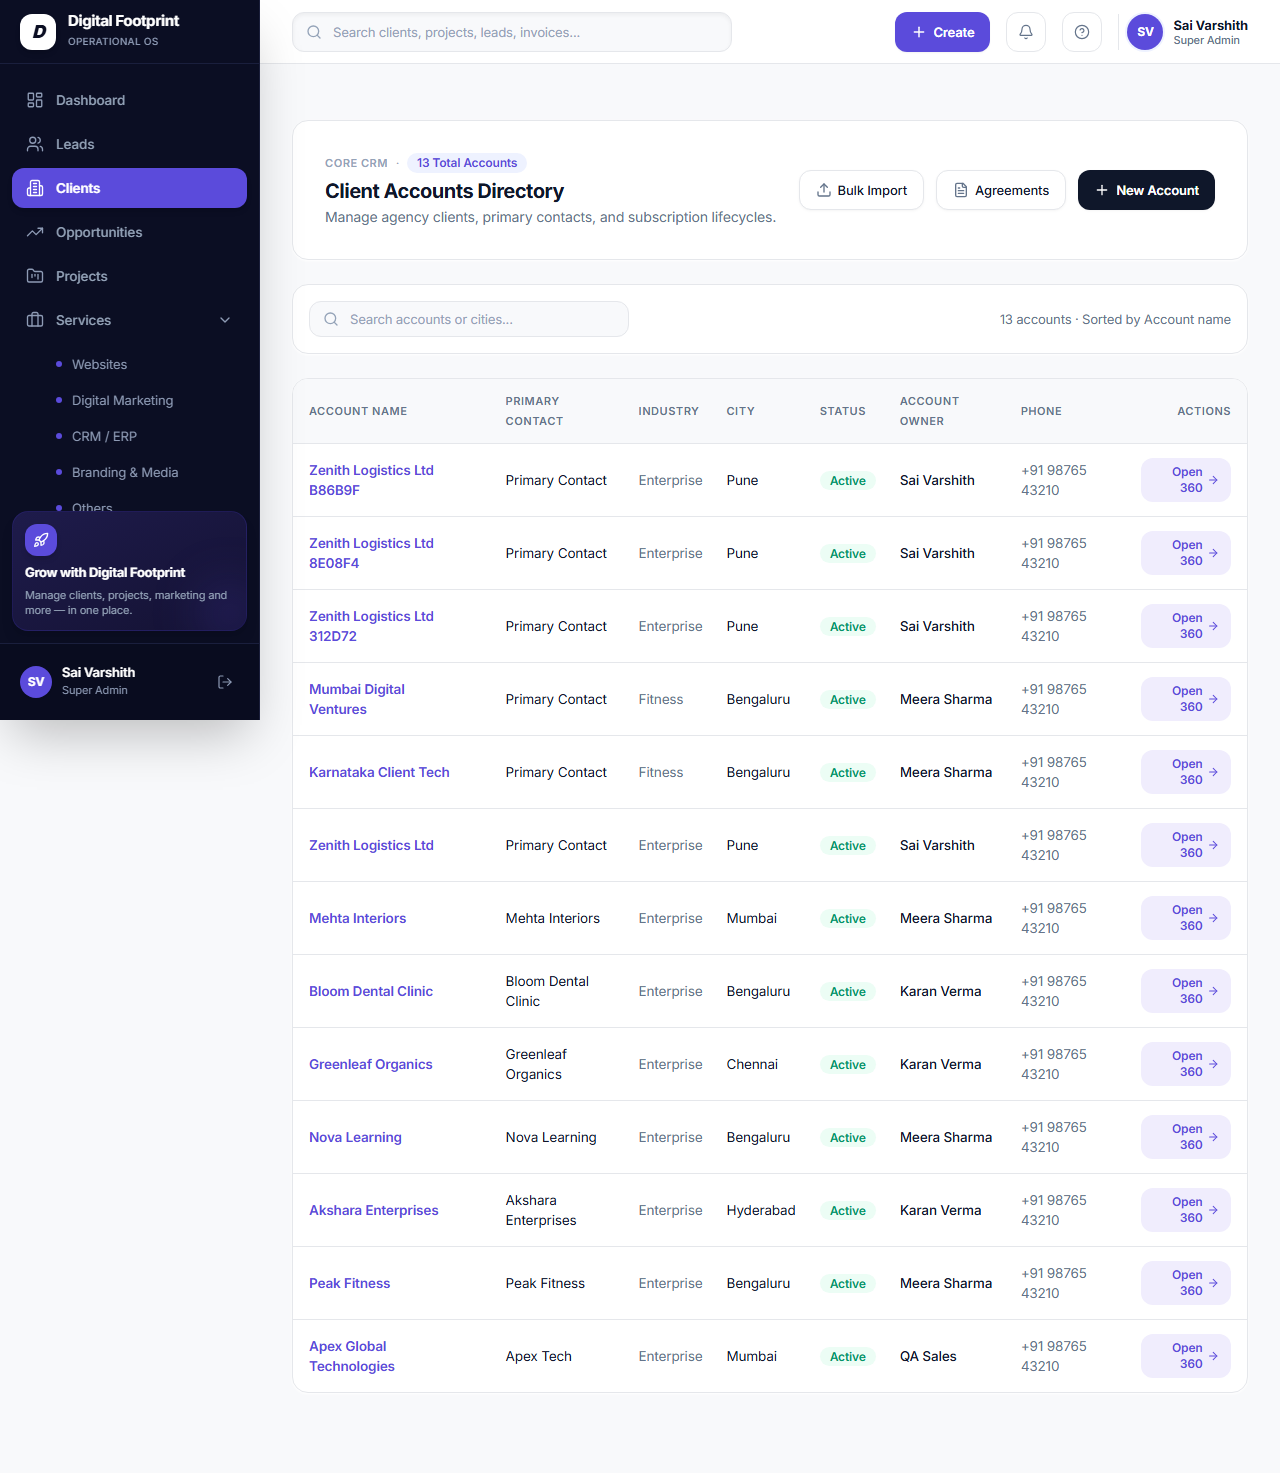 D
Digital Footprint
OPERATIONAL OS
Dashboard
Leads
Clients
Opportunities
Projects
Services
Websites
Digital Marketing
CRM / ERP
Branding & Media
Others
Grow with Digital Footprint
Manage clients, projects, marketing and
more — in one place.
SV
Sai Varshith
Super Admin
Search clients, projects, leads, invoices...
Create
SV
Sai Varshith
Super Admin
CORE CRM · 13 Total Accounts
Client Accounts Directory
Manage agency clients, primary contacts, and subscription lifecycles.
Bulk Import
Agreements
New Account
Search accounts or cities...
13 accounts · Sorted by Account name
ACCOUNT NAME
PRIMARY
CONTACT
INDUSTRY
CITY
STATUS
ACCOUNT
OWNER
PHONE
ACTIONS
Zenith Logistics Ltd
B86B9F
Primary Contact
Enterprise
Pune
Active
Sai Varshith
+91 98765
43210
Open
360
Zenith Logistics Ltd
8E08F4
Primary Contact
Enterprise
Pune
Active
Sai Varshith
+91 98765
43210
Open
360
Zenith Logistics Ltd
312D72
Primary Contact
Enterprise
Pune
Active
Sai Varshith
+91 98765
43210
Open
360
Mumbai Digital
Ventures
Primary Contact
Fitness
Bengaluru
Active
Meera Sharma
+91 98765
43210
Open
360
Karnataka Client Tech
Primary Contact
Fitness
Bengaluru
Active
Meera Sharma
+91 98765
43210
Open
360
Zenith Logistics Ltd
Primary Contact
Enterprise
Pune
Active
Sai Varshith
+91 98765
43210
Open
360
Mehta Interiors
Mehta Interiors
Enterprise
Mumbai
Active
Meera Sharma
+91 98765
43210
Open
360
Bloom Dental Clinic
Bloom Dental
Clinic
Enterprise
Bengaluru
Active
Karan Verma
+91 98765
43210
Open
360
Greenleaf Organics
Greenleaf
Organics
Enterprise
Chennai
Active
Karan Verma
+91 98765
43210
Open
360
Nova Learning
Nova Learning
Enterprise
Bengaluru
Active
Meera Sharma
+91 98765
43210
Open
360
Akshara Enterprises
Akshara
Enterprises
Enterprise
Hyderabad
Active
Karan Verma
+91 98765
43210
Open
360
Peak Fitness
Peak Fitness
Enterprise
Bengaluru
Active
Meera Sharma
+91 98765
43210
Open
360
Apex Global
Technologies
Apex Tech
Enterprise
Mumbai
Active
QA Sales
+91 98765
43210
Open
360